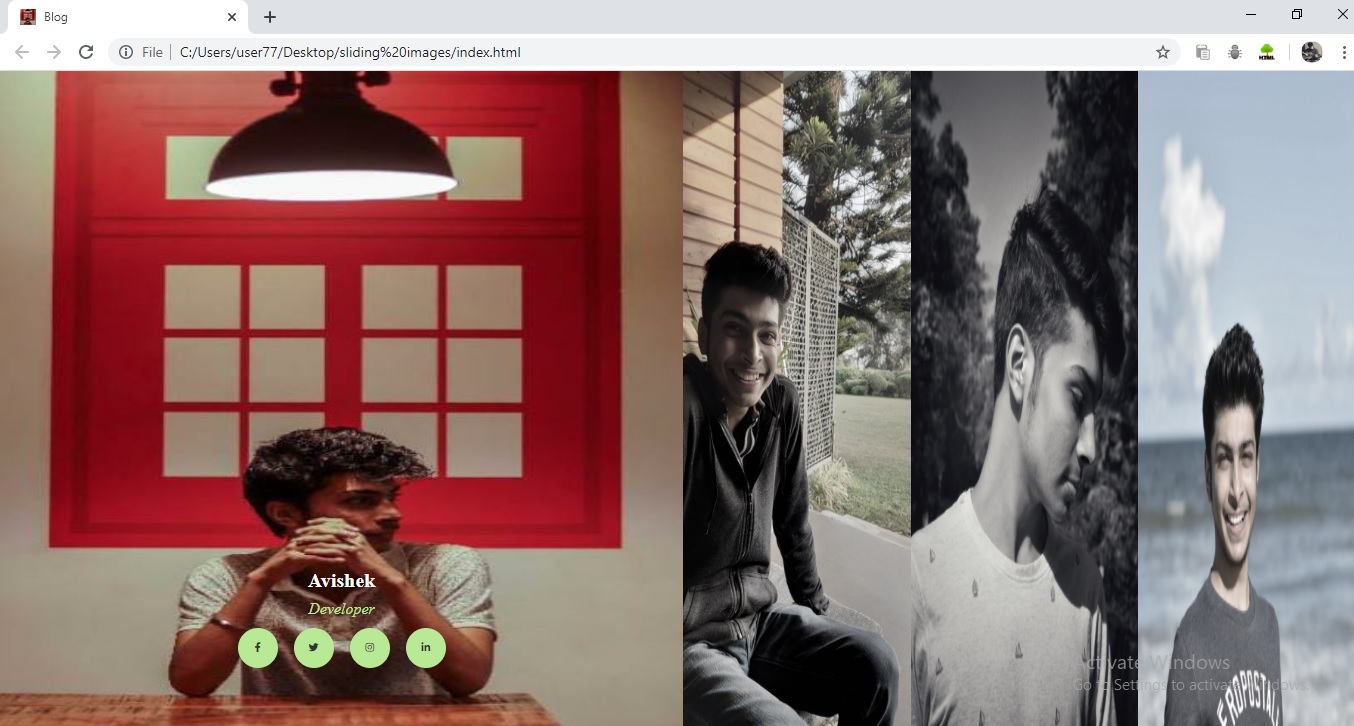 Blog
File
C:/Users/user77/Desktop/sliding%20images/index.html
HTML
Avishek
Developer
f
in
Activate Windows
Go to Settings to activate Windows.